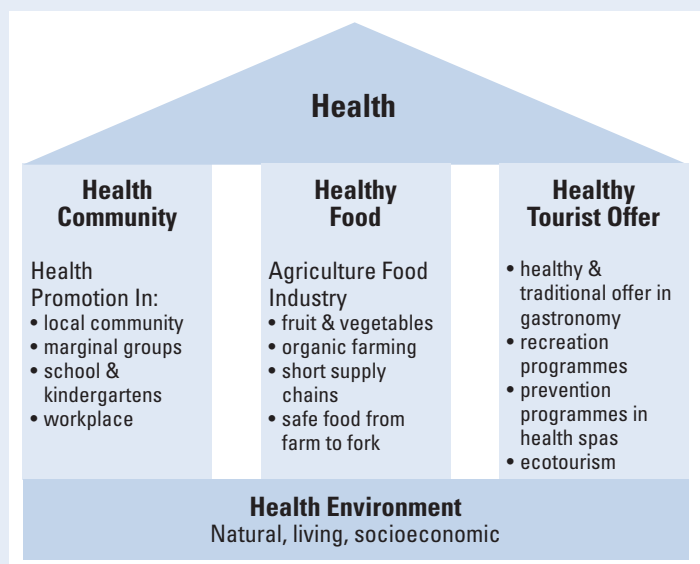 Health
Health
Community
Health
Promotion In:
• local community
• marginal groups
• school &
kindergartens
• workplace
Healthy
Food
Agriculture Food
Industry
• fruit & vegetables
• organic farming
• short supply
chains
• safe food from
farm to fork
Healthy
Tourist Offer
• healthy &
traditional offer in
gastronomy
• recreation
programmes
• prevention
programmes in
health spas
• ecotourism
Health Environment
Natural, living, socioeconomic